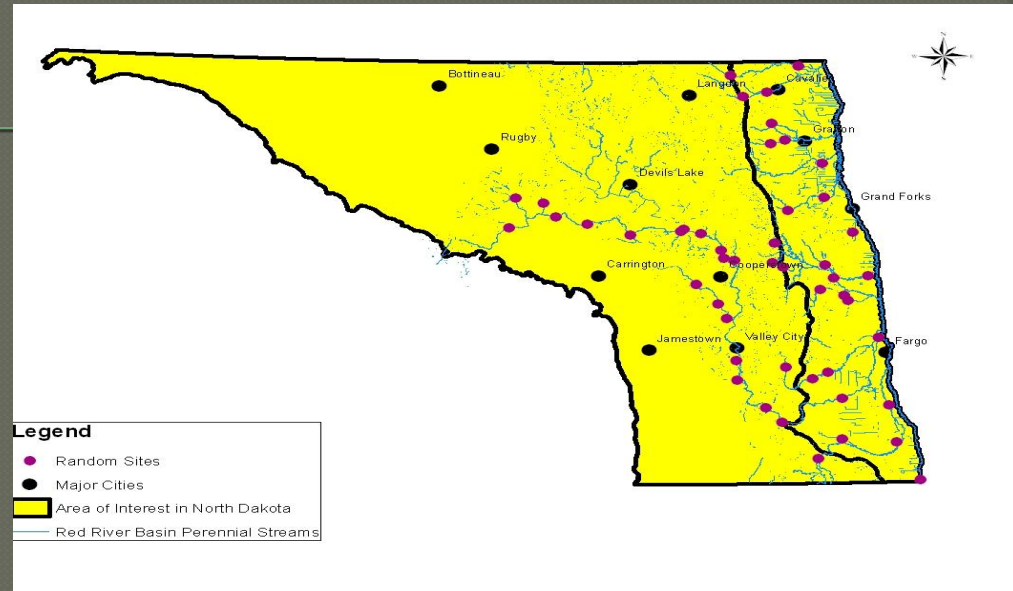 Bottineau
Langdon
Cavalier
Rugby
Grafton
Devils Lake
Grand Forks
Carrington
Cooperstown
Jamestown
Valley City
Fargo
Legend
Random Sites
Major Cities
Area of Interest in North Dakota
Red River Basin Perennial Streams